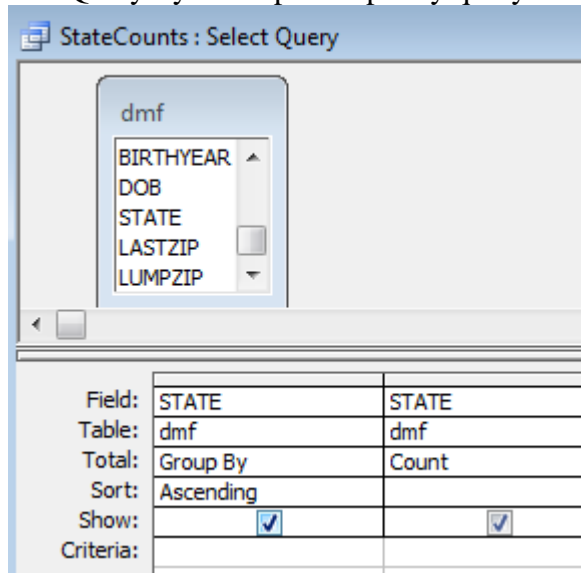 StateCounts : Select Query
dmf
BIRTHYEAR
DOB
STATE
LASTZIP
LUMPZIP
Field: STATE STATE
Table: dmf dmf
Total: Group By Count
Sort: Ascending
Show:
Criteria: